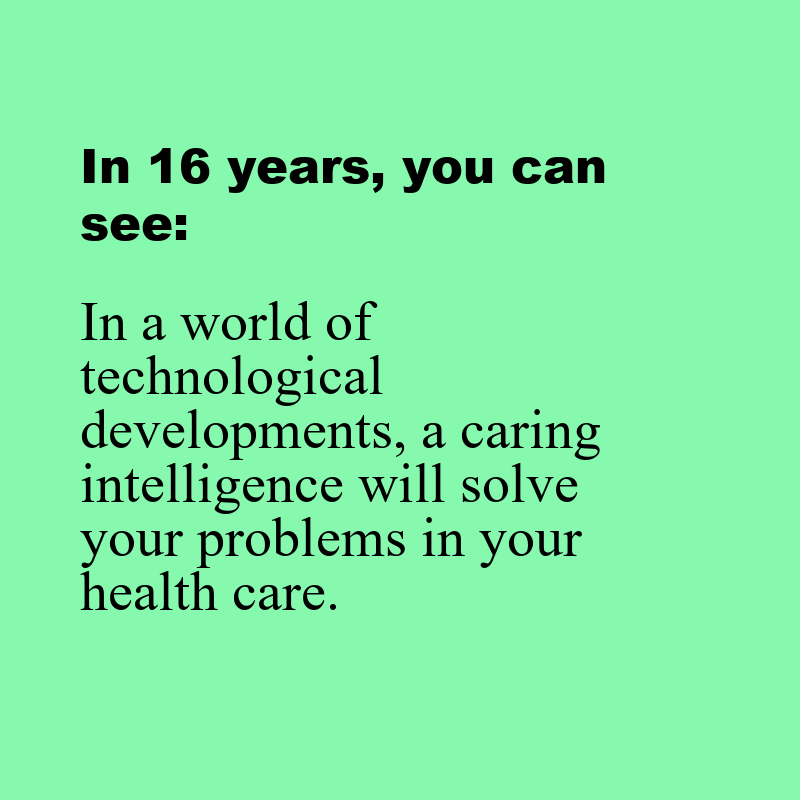 In 16 years, you can
see:
In a world of
technological
developments, a caring
intelligence will solve
your problems in your
health care.